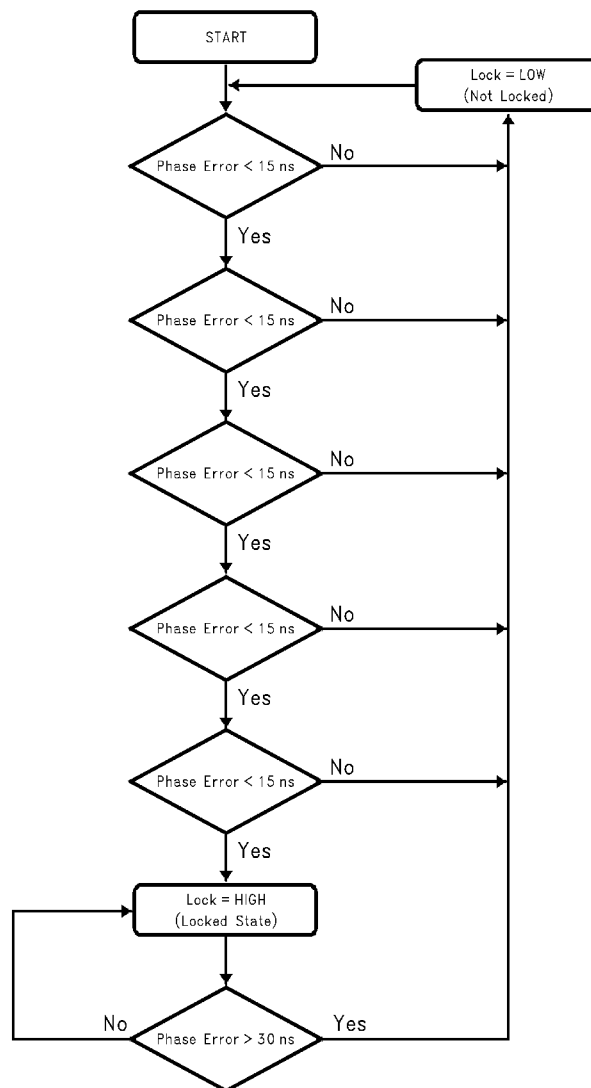 START
Lock = LOW
(Not Locked)
Phase Error < 15 ns
No
Yes
Phase Error < 15 ns
No
Yes
Phase Error < 15 ns
No
Yes
Phase Error < 15 ns
No
Yes
Phase Error < 15 ns
No
Yes
Lock = HIGH
(Locked State)
No
Phase Error > 30 ns
Yes